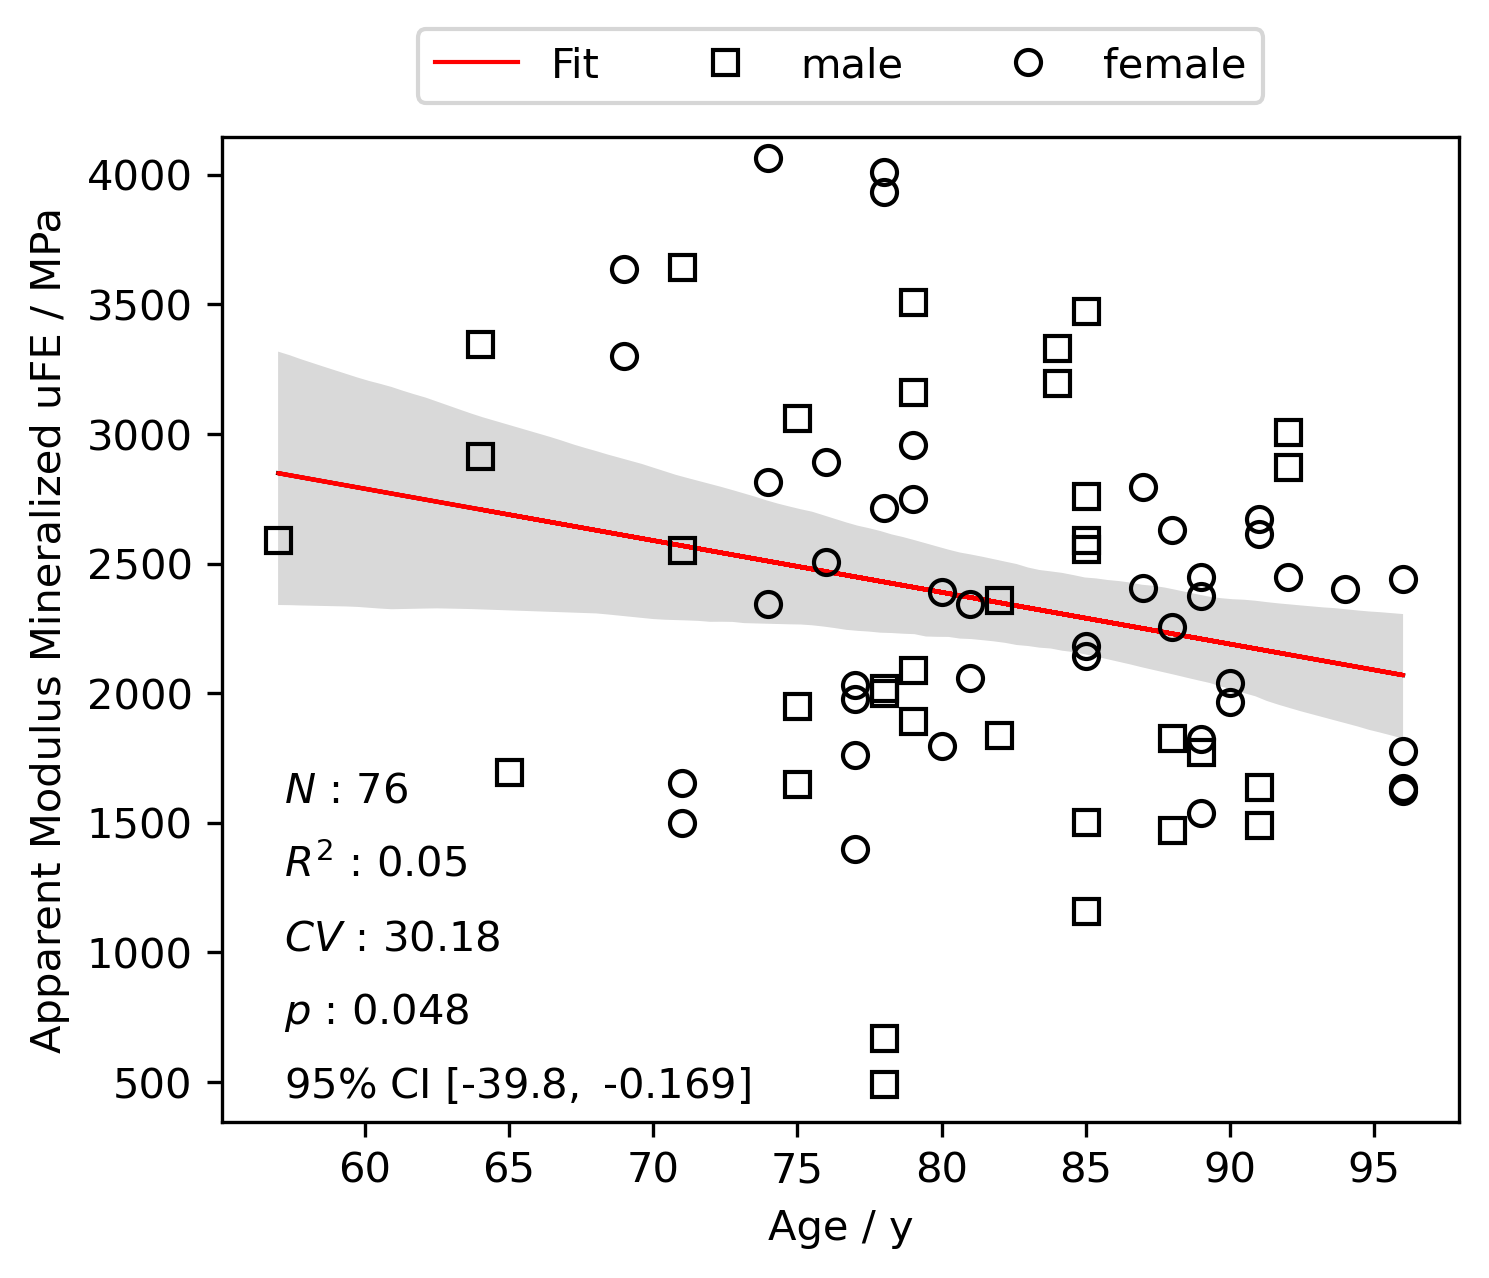 Fit male female
Apparent Modulus Mineralized uFE / MPa
4000
3500
3000
2500
2000
1500
1000
500
N : 76
R² : 0.05
CV : 30.18
p : 0.048
95% CI [-39.8, -0.169]
60 65 70 75 80 85 90 95
Age / y